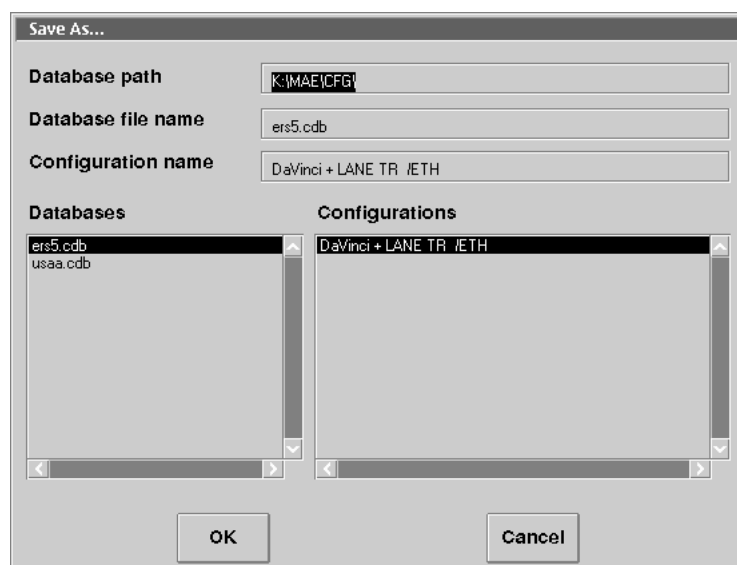 Save As...
Database path
K:\MAE\CFG\
Database file name
ers5.cdb
Configuration name
DaVinci + LANE TR /ETH
Databases
Configurations
ers5.cdb
usaa.cdb
DaVinci + LANE TR /ETH
OK
Cancel